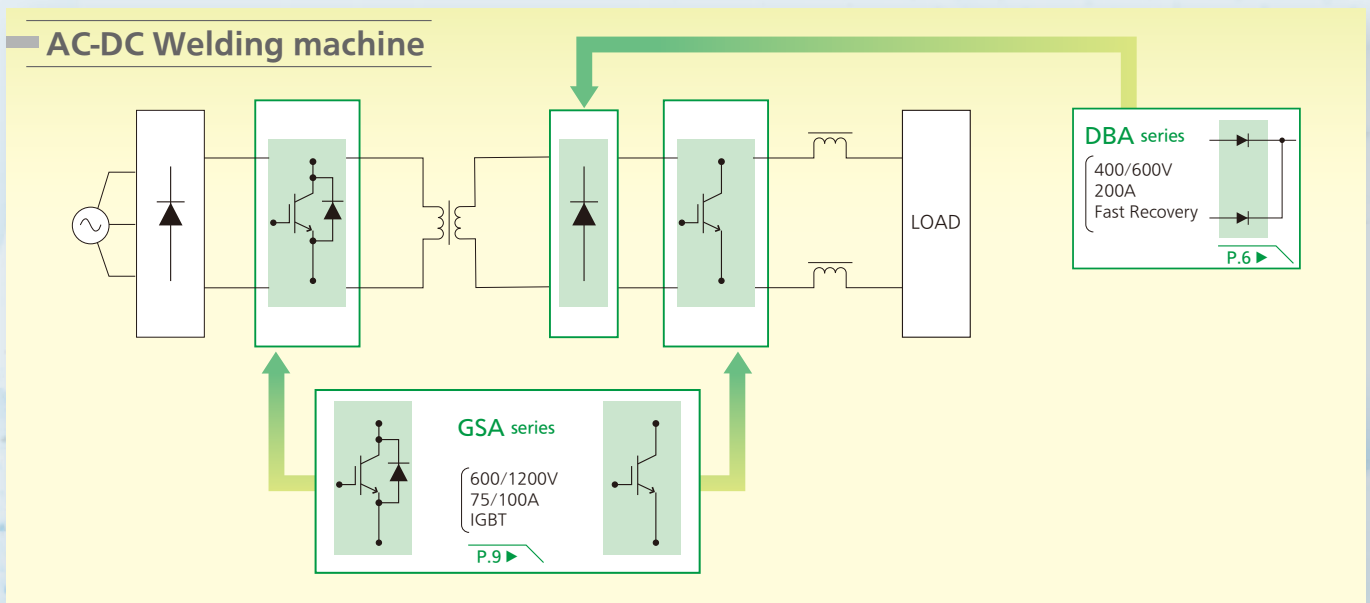 AC-DC Welding machine
LOAD
DBA series
400/600V
200A
Fast Recovery
P.6 ▶
GSA series
600/1200V
75/100A
IGBT
P.9 ▶